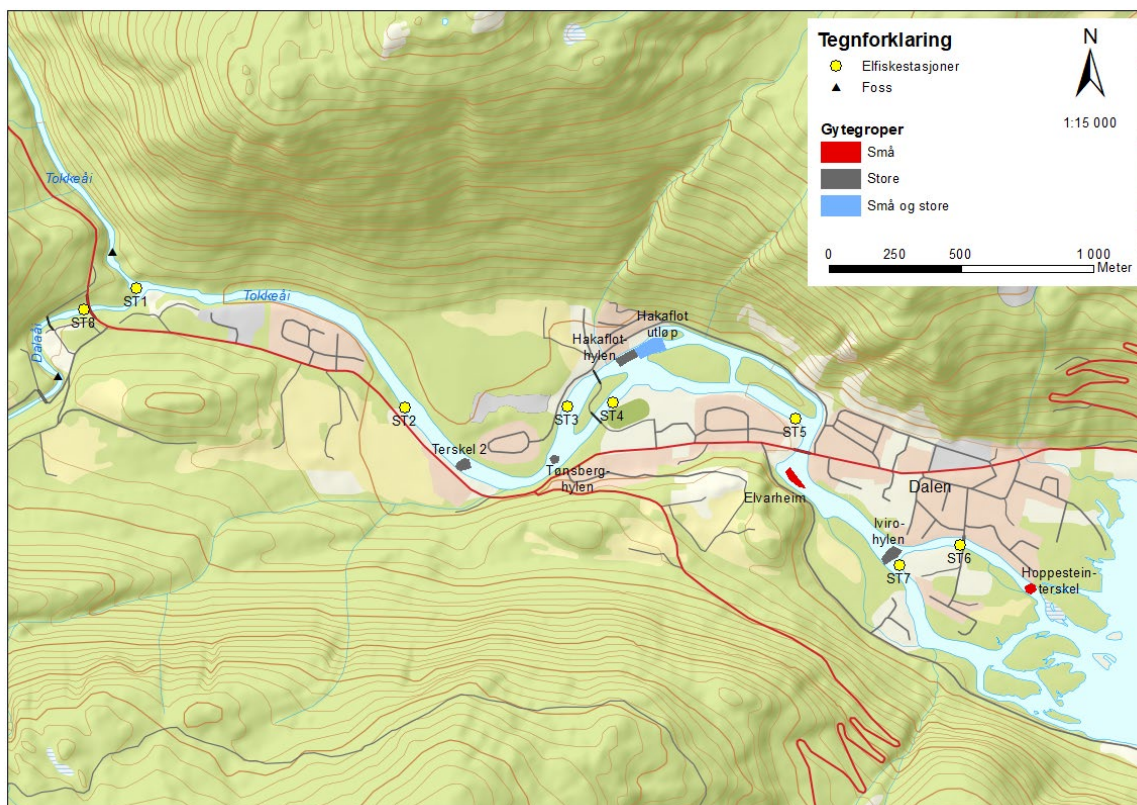 Tegnforklaring
Elfiskestasjoner
Foss
N
1:15 000
Gytegroper
Små
Store
Små og store
0 250 500 1 000
Meter
Tokkeåi
Tokkeåi
ST1
ST8
Dalaåi
Hakaflot
utløp
Hakaflot-
hylen
ST2
ST3
ST4
ST5
Terskel 2
Tønsberg-
hylen
Elvarheim
Dalen
Iviro-
hylen
ST6
ST7
Hoppestein-
terskel